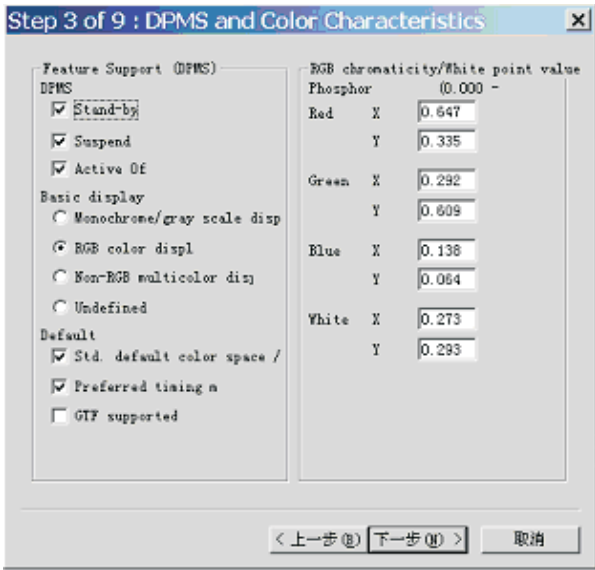 Step 3 of 9 : DPMS and Color Characteristics
Feature Support (DPMS)
DPMS
Stand-by
Suspend
Active Of
Basic display
Monochrome/gray scale disp
RGB color displ
Non-RGB multicolor disj
Undefined
Default
Std. default color space /
Preferred timing m
GTF supported
RGB chromaticity/White point value
Phosphor (0.000 -
Red X 0.647
Y 0.335
Green X 0.292
Y 0.609
Blue X 0.138
Y 0.064
White X 0.273
Y 0.293
< 上一步(B) 下一步(N) > 取消